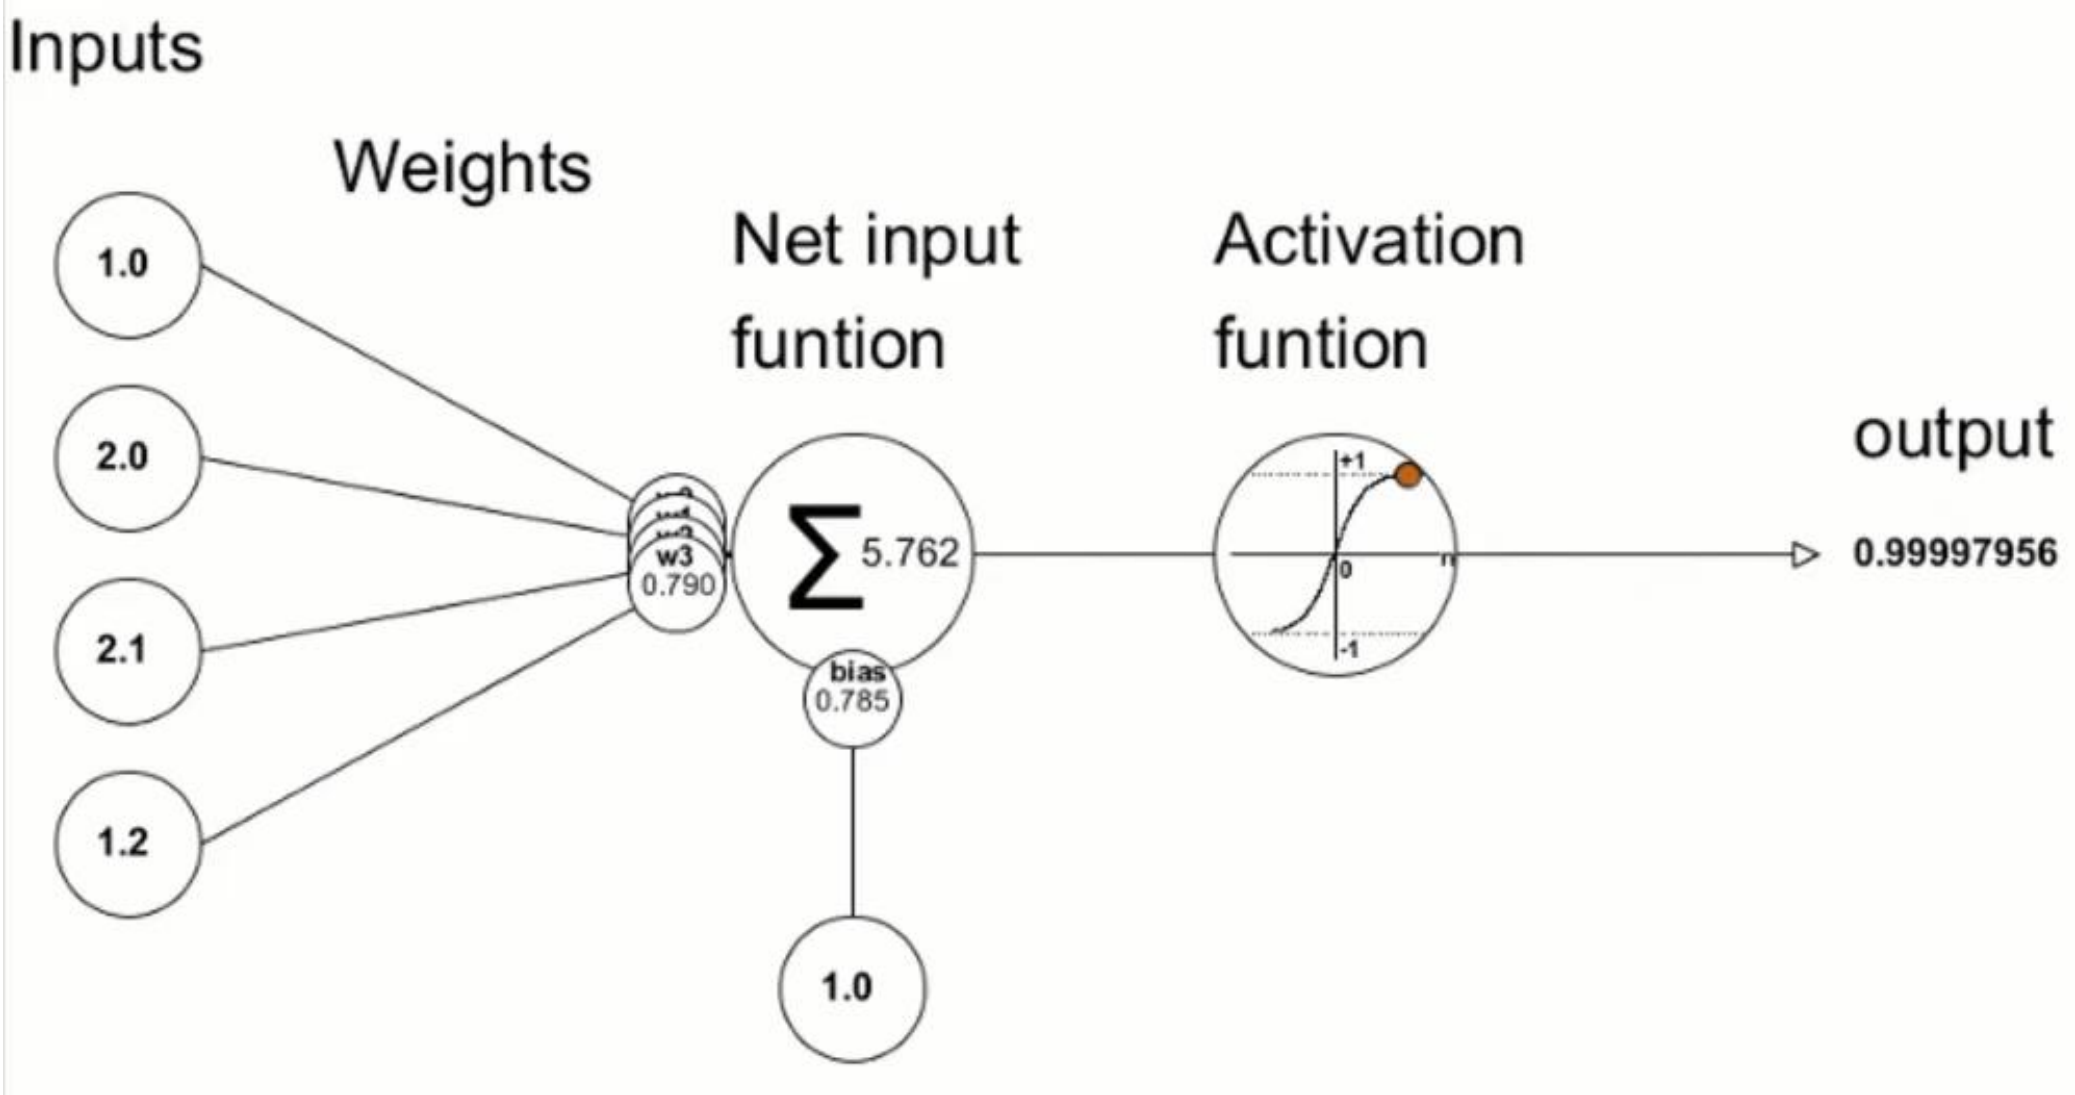 Inputs
Weights
Net input
funtion
Activation
funtion
output
1.0
2.0
2.1
1.2
w3
0.790
5.762
bias
0.785
1.0
+1
0
n
-1
0.99997956